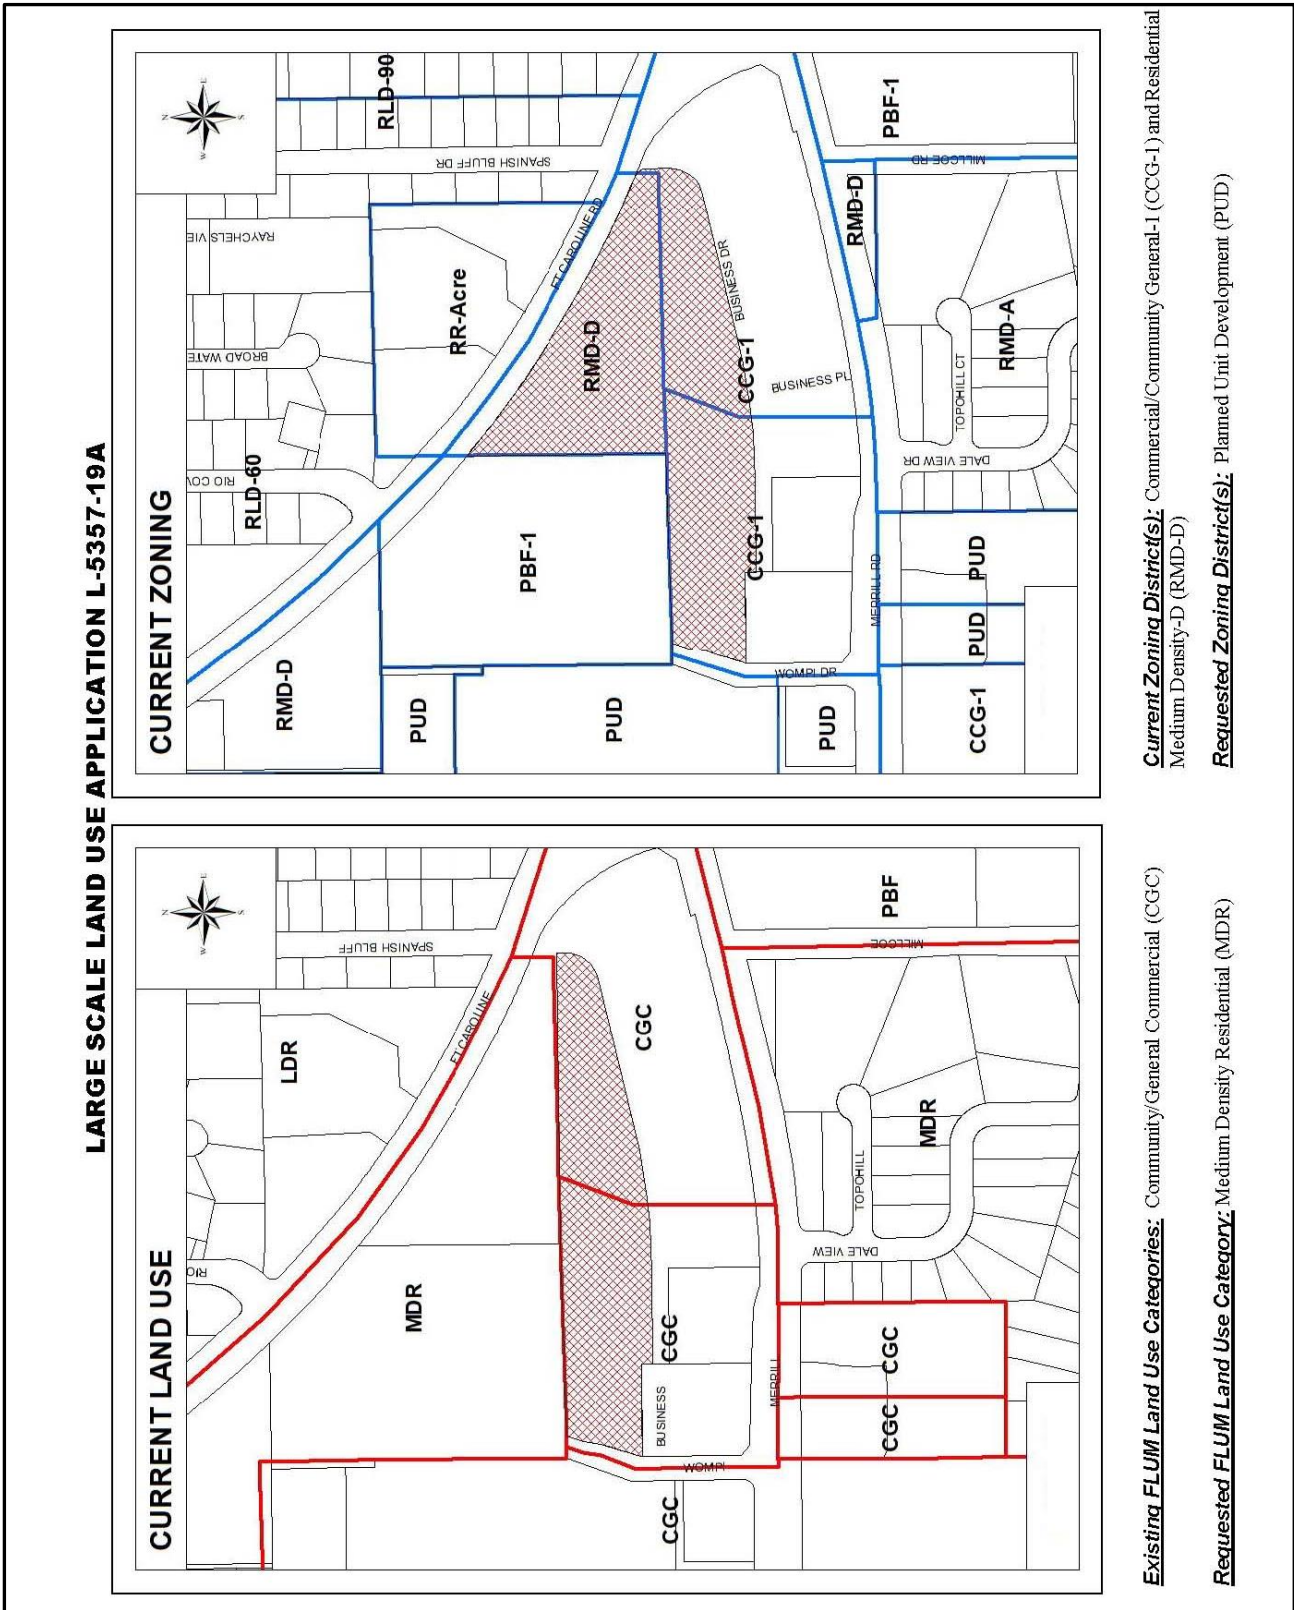 LARGE SCALE LAND USE APPLICATION L-5357-19A
CURRENT LAND USE
N
W
E
S
RIO
LDR
SPANISH BLUFF
FT CAROLINE
MDR
CGC
CGC
BUSINESS
WOMPI
CGC
MERRILL
CGC
CGC
DALE VIEW
TOPOHILL
MDR
MILLCOE
PBF
Existing FLUM Land Use Categories: Community/General Commercial (CGC)
Requested FLUM Land Use Category: Medium Density Residential (MDR)
CURRENT ZONING
N
W
E
S
RLD-60
RIO COV
BROAD WATE
RAYCHELS VIE
SPANISH BLUFF DR
RLD-90
RMD-D
RR-Acre
FT CAROLINE RD
PUD
PBF-1
RMD-D
PUD
CCG-1
CCG-1
BUSINESS DR
BUSINESS PL
WOMPI DR
PUD
MERRILL RD
RMD-D
PBF-1
CCG-1
PUD
PUD
DALE VIEW DR
TOPOHILL CT
RMD-A
MILLCOE RD
Current Zoning District(s): Commercial/Community General-1 (CCG-1) and Residential
Medium Density-D (RMD-D)
Requested Zoning District(s): Planned Unit Development (PUD)